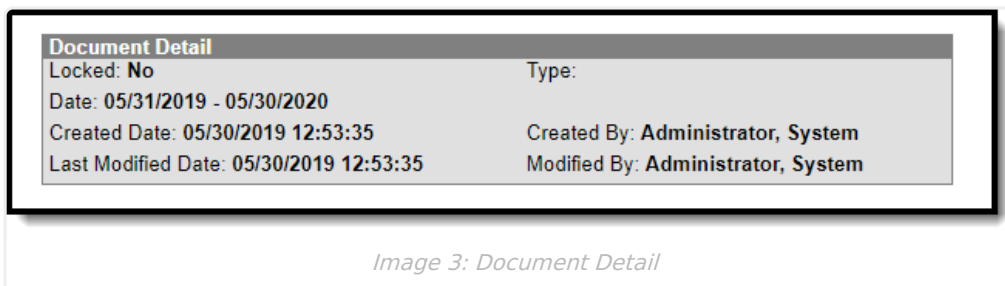 Document Detail
Locked: No Type:
Date: 05/31/2019 - 05/30/2020
Created Date: 05/30/2019 12:53:35 Created By: Administrator, System
Last Modified Date: 05/30/2019 12:53:35 Modified By: Administrator, System
Image 3: Document Detail